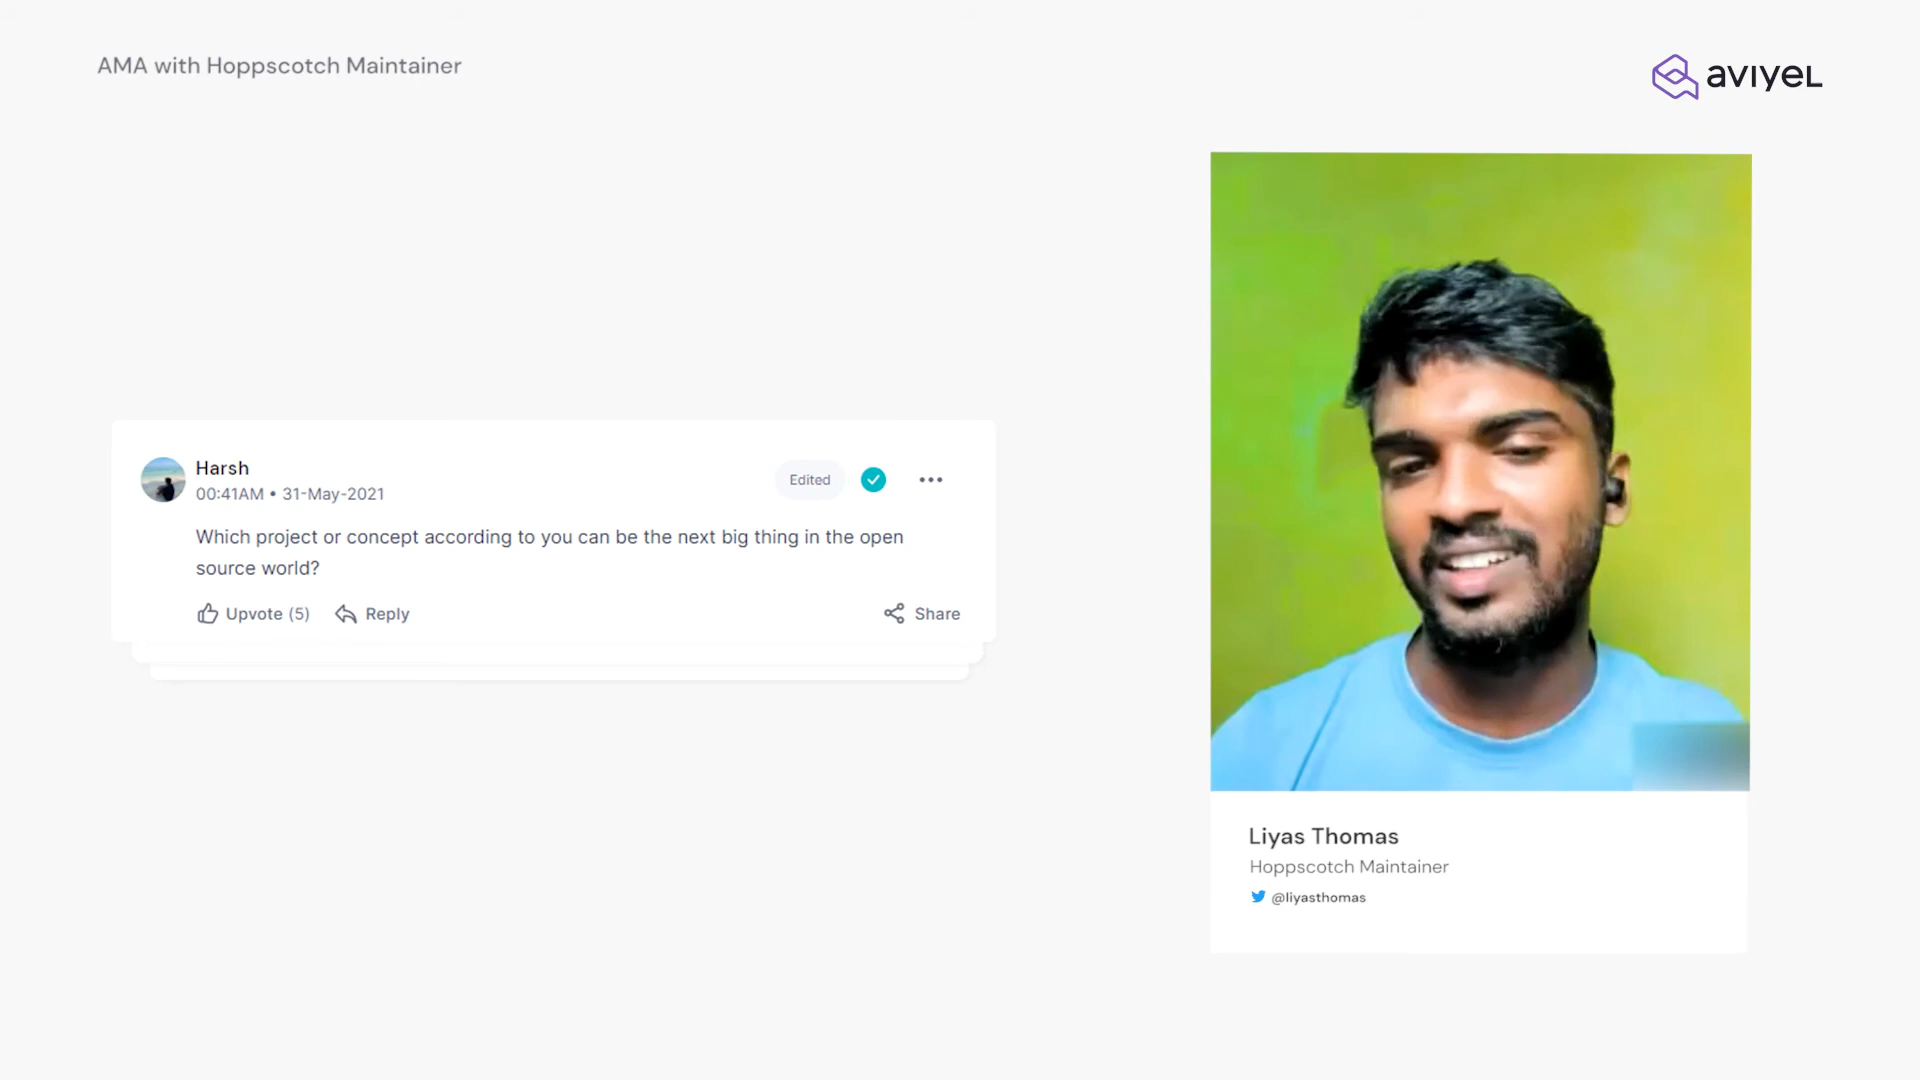 AMA with Hoppscotch Maintainer
aviyel
Harsh
00:41AM • 31-May-2021
Edited
Which project or concept according to you can be the next big thing in the open
source world?
Upvote (5)
Reply
Share
Liyas Thomas
Hoppscotch Maintainer
@liyasthomas